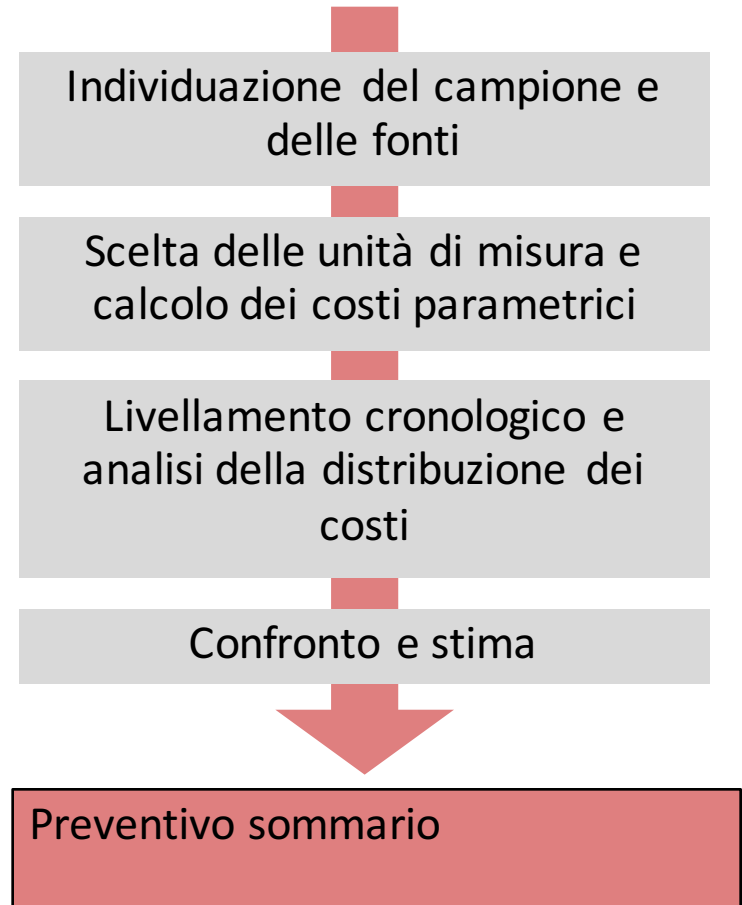 Individuazione del campione e
delle fonti
Scelta delle unità di misura e
calcolo dei costi parametrici
Livellamento cronologico e
analisi della distribuzione dei
costi
Confronto e stima
Preventivo sommario